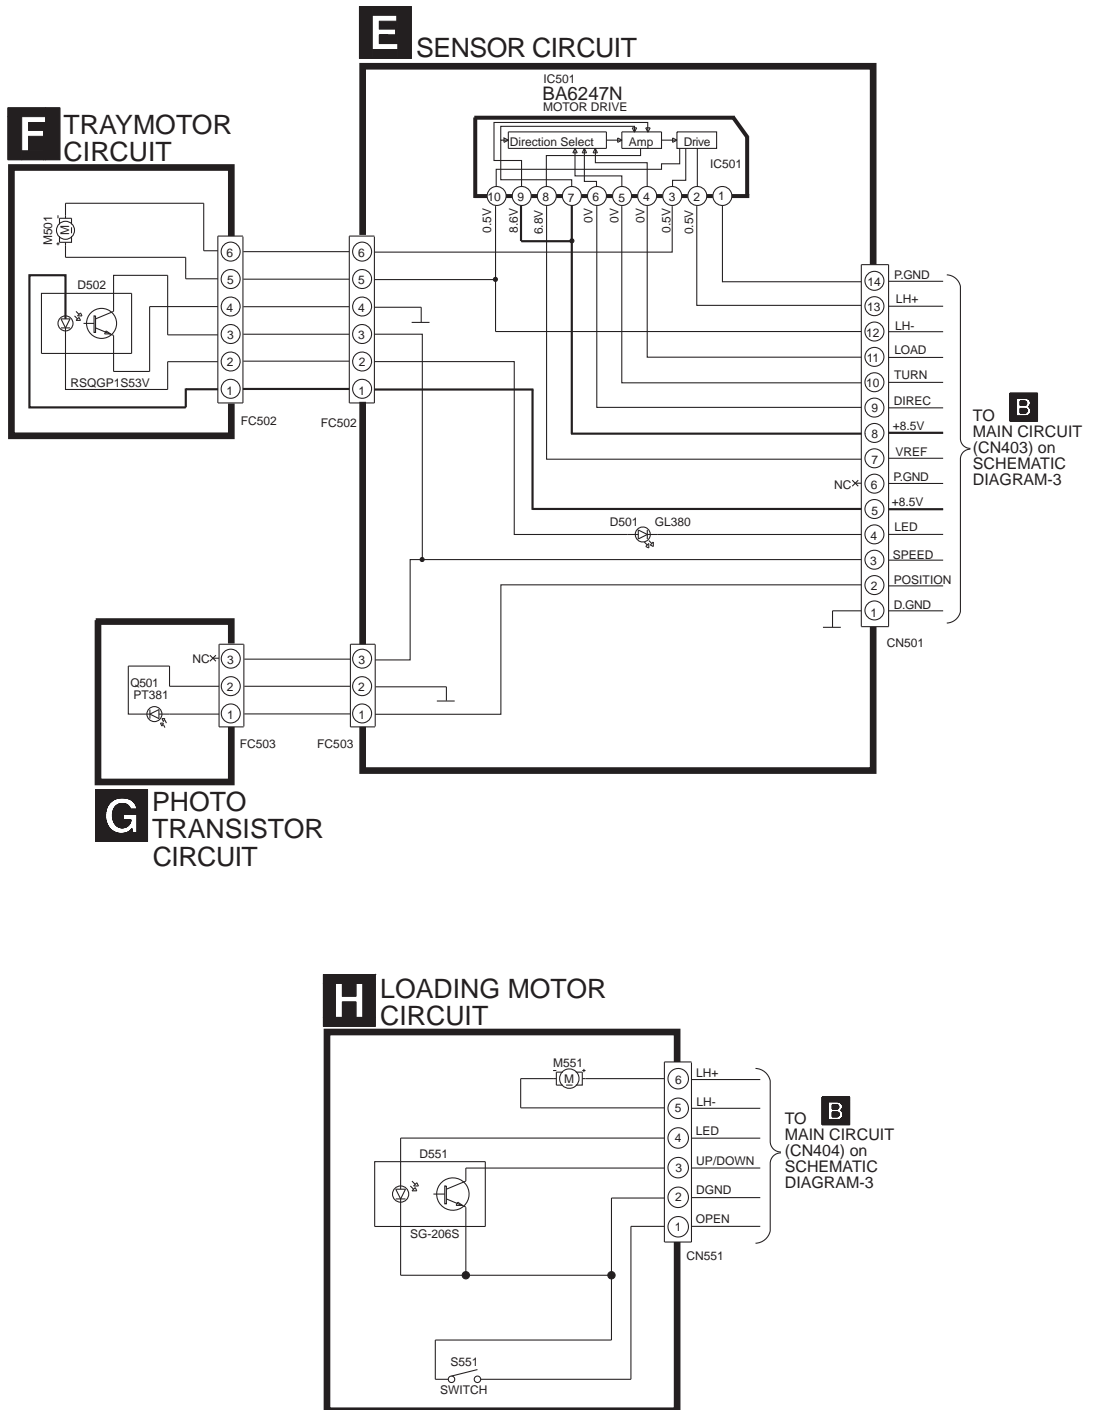 E SENSOR CIRCUIT
IC501
BA6247N
MOTOR DRIVE
Direction Select Amp Drive
IC501
10 9 8 7 6 5 4 3 2 1
0.5V 8.6V 6.8V 0V 0V 0V 0.5V 0.5V
F TRAYMOTOR
CIRCUIT
M501
- M +
D502
RSQGP1S53V
6 6
5 5
4 4
3 3
2 2
1 1
FC502 FC502
14 P.GND
13 LH+
12 LH-
11 LOAD
10 TURN
9 DIREC
8 +8.5V
7 VREF
NC 6 P.GND
5 +8.5V
D501 GL380
4 LED
3 SPEED
2 POSITION
1 D.GND
CN501
TO B
MAIN CIRCUIT
(CN403) on
SCHEMATIC
DIAGRAM-3
NC 3 3
2 2
1 1
Q501
PT381
FC503 FC503
G PHOTO
TRANSISTOR
CIRCUIT
H LOADING MOTOR
CIRCUIT
M551
- M +
6 LH+
5 LH-
4 LED
D551
3 UP/DOWN
2 DGND
SG-206S
1 OPEN
CN551
TO B
MAIN CIRCUIT
(CN404) on
SCHEMATIC
DIAGRAM-3
S551
SWITCH